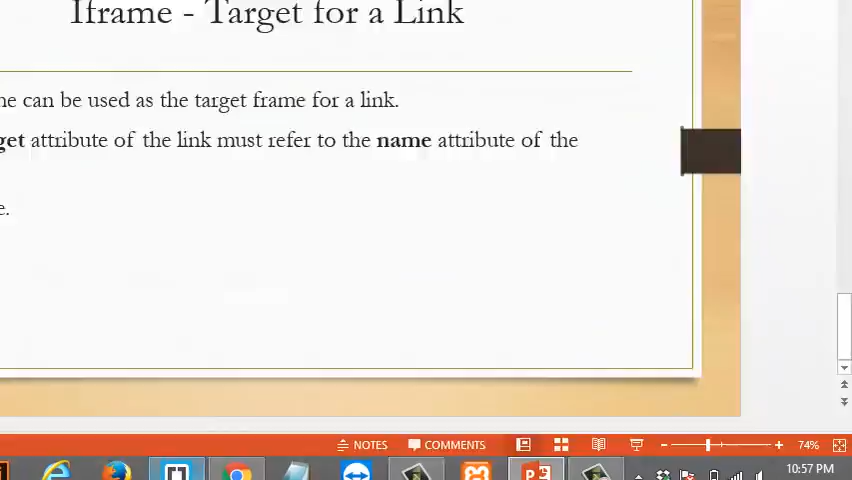 Iframe - Target for a Link
ne can be used as the target frame for a link.
get attribute of the link must refer to the name attribute of the
e.
NOTES COMMENTS 74%
10:57 PM